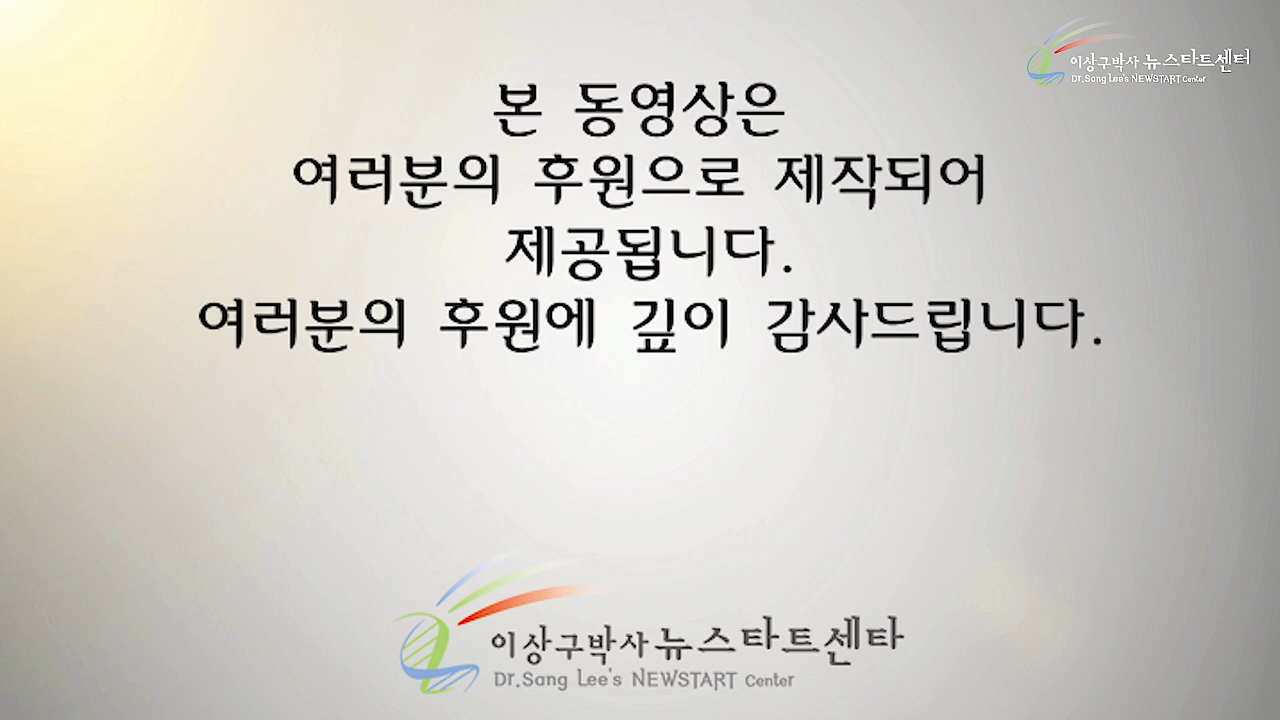 이상구박사 뉴스타트센터
Dr.Sang Lee's NEWSTART Center
본 동영상은
여러분의 후원으로 제작되어
제공됩니다.
여러분의 후원에 깊이 감사드립니다.
이상구박사 뉴스타트센타
Dr.Sang Lee's NEWSTART Center